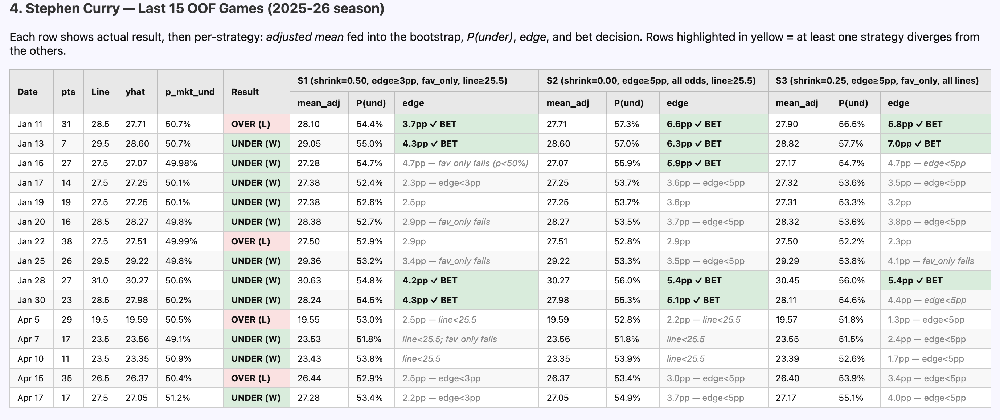 4. Stephen Curry — Last 15 OOF Games (2025-26 season)
Each row shows actual result, then per-strategy: adjusted mean fed into the bootstrap, P(under), edge, and bet decision. Rows highlighted in yellow = at least one strategy diverges from
the others.
Date pts Line yhat p_mkt_und Result S1 (shrink=0.50, edge≥3pp, fav_only, line≥25.5) S2 (shrink=0.00, edge≥5pp, all odds, line≥25.5) S3 (shrink=0.25, edge≥5pp, fav_only, all lines)
mean_adj P(und) edge mean_adj P(und) edge mean_adj P(und) edge
Jan 11 31 28.5 27.71 50.7% OVER (L) 28.10 54.4% 3.7pp ✓ BET 27.71 57.3% 6.6pp ✓ BET 27.90 56.5% 5.8pp ✓ BET
Jan 13 7 29.5 28.60 50.7% UNDER (W) 29.05 55.0% 4.3pp ✓ BET 28.60 57.0% 6.3pp ✓ BET 28.82 57.7% 7.0pp ✓ BET
Jan 15 27 27.5 27.07 49.98% UNDER (W) 27.28 54.7% 4.7pp — fav_only fails (p<50%) 27.07 55.9% 5.9pp ✓ BET 27.17 54.7% 4.7pp — edge<5pp
Jan 17 14 27.5 27.25 50.1% UNDER (W) 27.38 52.4% 2.3pp — edge<3pp 27.25 53.7% 3.6pp — edge<5pp 27.32 53.6% 3.5pp — edge<5pp
Jan 19 19 27.5 27.25 50.1% UNDER (W) 27.38 52.6% 2.5pp 27.25 53.7% 3.6pp 27.31 53.3% 3.2pp
Jan 20 16 28.5 28.27 49.8% UNDER (W) 28.38 52.7% 2.9pp — fav_only fails 28.27 53.5% 3.7pp — edge<5pp 28.32 53.6% 3.8pp — edge<5pp
Jan 22 38 27.5 27.51 49.99% OVER (L) 27.50 52.9% 2.9pp 27.51 52.8% 2.9pp 27.50 52.2% 2.3pp
Jan 25 26 29.5 29.22 49.8% UNDER (W) 29.36 53.2% 3.4pp — fav_only fails 29.22 53.3% 3.5pp — edge<5pp 29.29 53.8% 4.1pp — fav_only fails
Jan 28 27 31.0 30.27 50.6% UNDER (W) 30.63 54.8% 4.2pp ✓ BET 30.27 56.0% 5.4pp ✓ BET 30.45 56.0% 5.4pp ✓ BET
Jan 30 23 28.5 27.98 50.2% UNDER (W) 28.24 54.5% 4.3pp ✓ BET 27.98 55.3% 5.1pp ✓ BET 28.11 54.6% 4.4pp — edge<5pp
Apr 5 29 19.5 19.59 50.5% OVER (L) 19.55 53.0% 2.5pp — line<25.5 19.59 52.8% 2.2pp — line<25.5 19.57 51.8% 1.3pp — edge<5pp
Apr 7 17 23.5 23.56 49.1% UNDER (W) 23.53 51.8% line<25.5; fav_only fails 23.56 51.8% line<25.5 23.55 51.5% 2.4pp — edge<5pp
Apr 10 11 23.5 23.35 50.9% UNDER (W) 23.43 53.8% line<25.5 23.35 53.9% line<25.5 23.39 52.6% 1.7pp — edge<5pp
Apr 15 35 26.5 26.37 50.4% OVER (L) 26.44 52.9% 2.5pp — edge<3pp 26.37 53.4% 3.0pp — edge<5pp 26.40 53.9% 3.4pp — edge<5pp
Apr 17 17 27.5 27.05 51.2% UNDER (W) 27.28 53.4% 2.2pp — edge<3pp 27.05 54.9% 3.7pp — edge<5pp 27.17 55.1% 4.0pp — edge<5pp